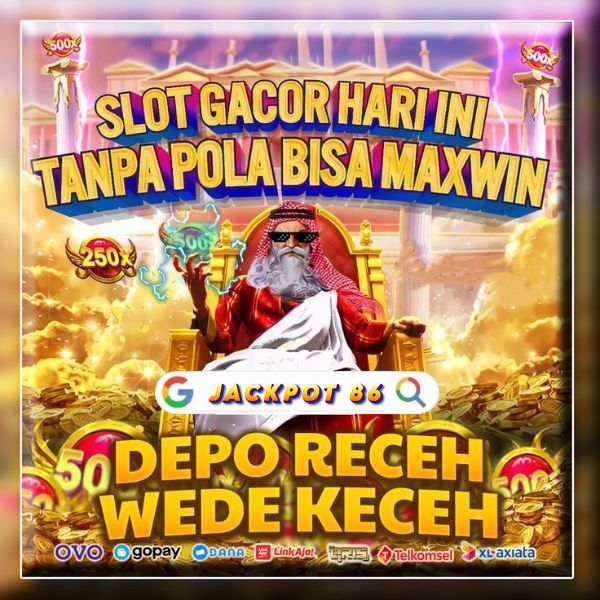 500x
500x
SLOT GACOR HARI INI
TANPA POLA BISA MAXWIN
500x
250x
G JACKPOT 86
50
500x
DEPO RECEH
WEDE KECEH
OVO gopay DANA LinkAja! QRIS Telkomsel XL axiata